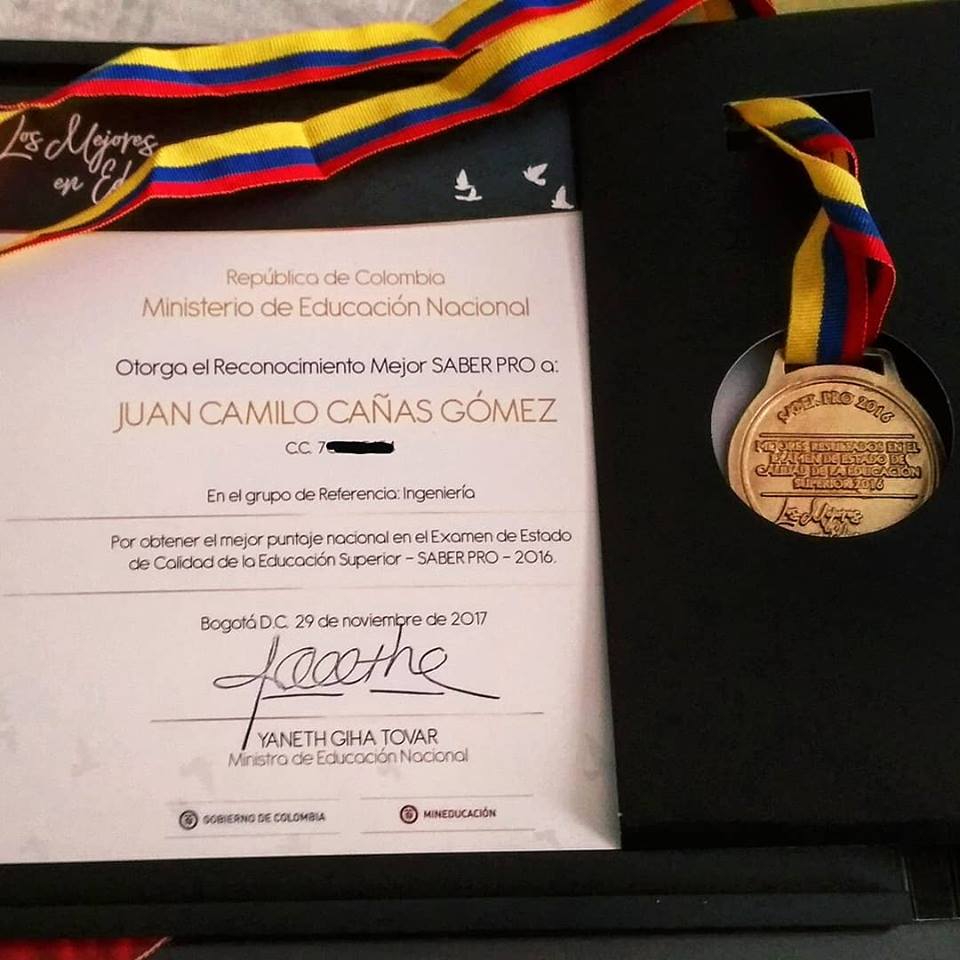 Los Mejores
en Ed
República de Colombia
Ministerio de Educación Nacional
Otorga el Reconocimiento Mejor SABER PRO a:
JUAN CAMILO CAÑAS GÓMEZ
C.C. 7
En el grupo de Referencia: Ingeniería
Por obtener el mejor puntaje nacional en el Examen de Estado
de Calidad de la Educación Superior – SABER PRO – 2016.
Bogotá D.C. 29 de noviembre de 2017
YANETH GIHA TOVAR
Ministra de Educación Nacional
GOBIERNO DE COLOMBIA
MINEDUCACIÓN
SABER PRO 2016
MEJORES RESULTADOS EN EL
EXAMEN DE ESTADO DE
CALIDAD DE LA EDUCACIÓN
SUPERIOR 2016
Los Mejores